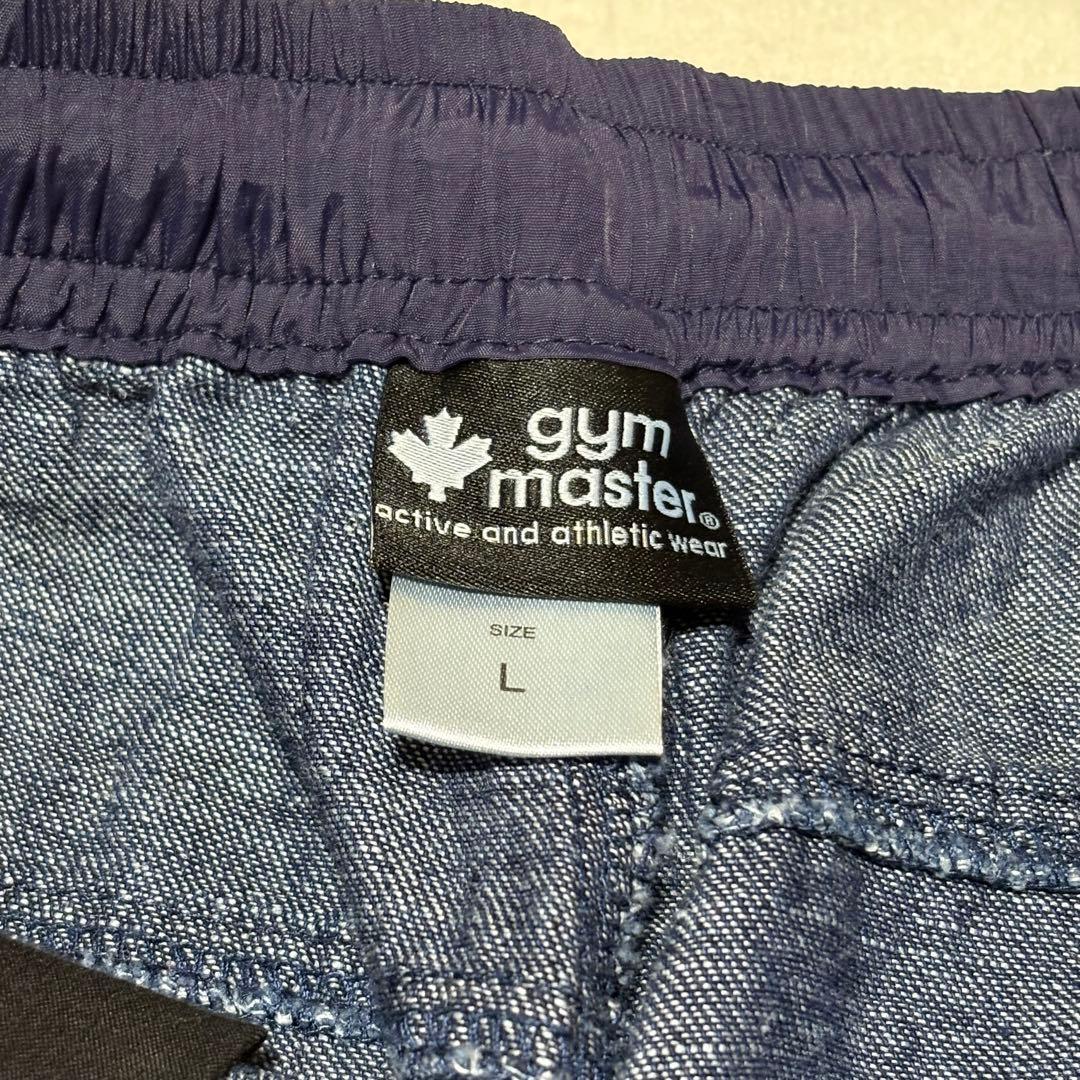 gym
master®
active and athletic wear
SIZE
L